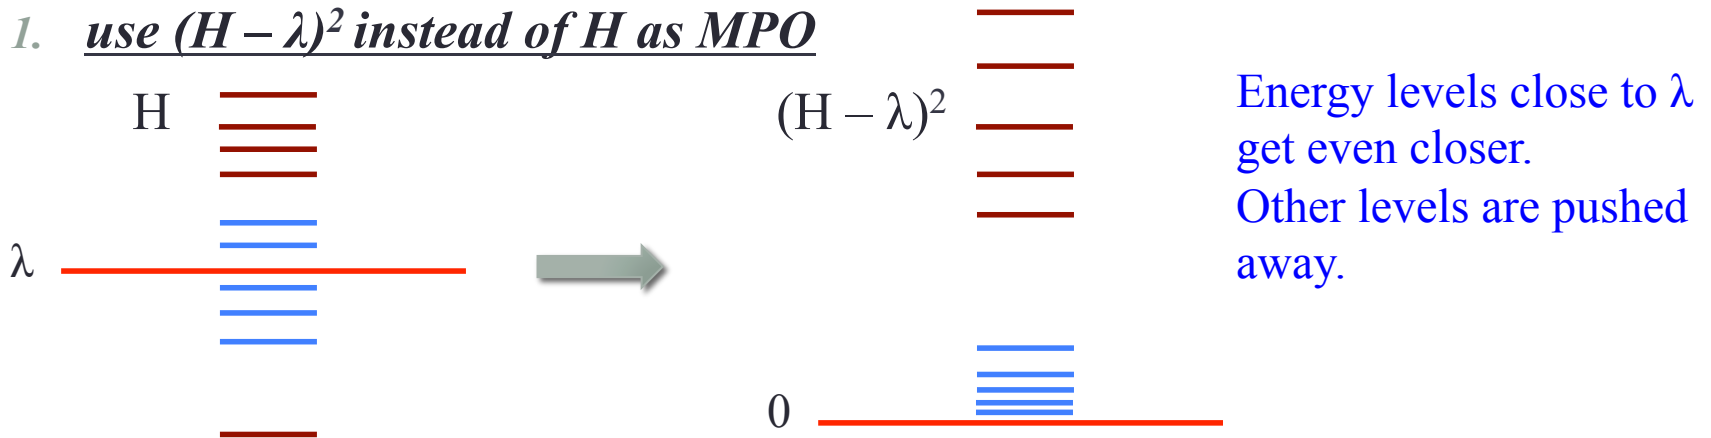 1. use (H – λ)² instead of H as MPO
H
λ
(H – λ)²
0
Energy levels close to λ
get even closer.
Other levels are pushed
away.